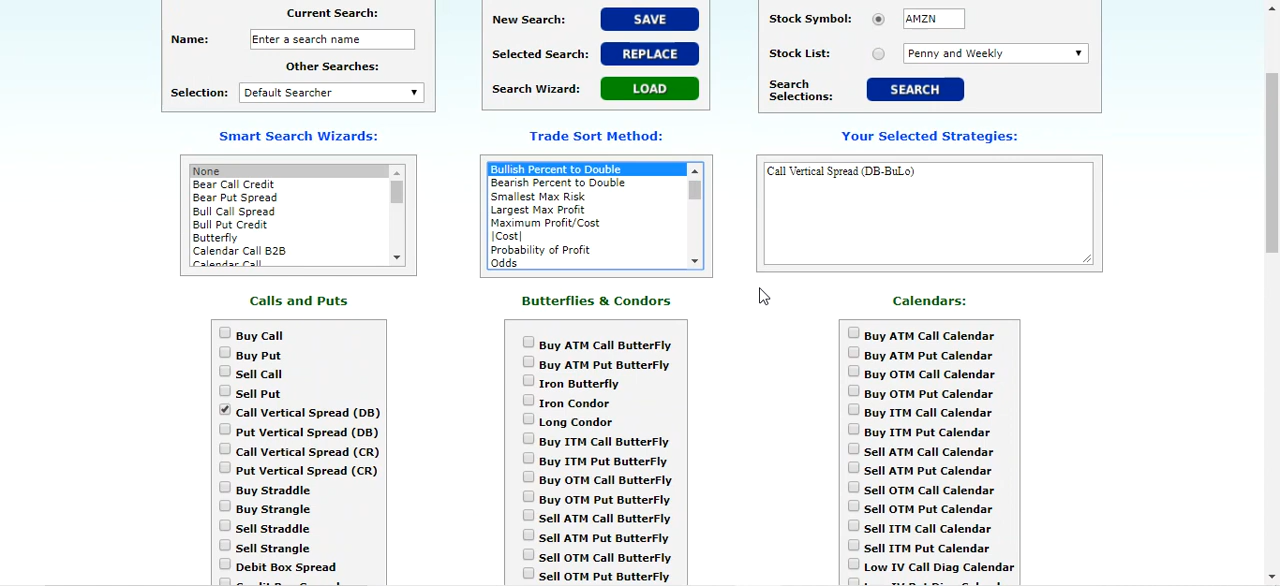 Current Search:
Name: Enter a search name
Other Searches:
Selection: Default Searcher
New Search: SAVE
Selected Search: REPLACE
Search Wizard: LOAD
Stock Symbol: AMZN
Stock List: Penny and Weekly
Search Selections: SEARCH
Smart Search Wizards:
None
Bear Call Credit
Bear Put Spread
Bull Call Spread
Bull Put Credit
Butterfly
Calendar Call B2B
Calendar Call
Trade Sort Method:
Bullish Percent to Double
Bearish Percent to Double
Smallest Max Risk
Largest Max Profit
Maximum Profit/Cost
|Cost|
Probability of Profit
Odds
Your Selected Strategies:
Call Vertical Spread (DB-BuLo)
Calls and Puts
Buy Call
Buy Put
Sell Call
Sell Put
Call Vertical Spread (DB)
Put Vertical Spread (DB)
Call Vertical Spread (CR)
Put Vertical Spread (CR)
Buy Straddle
Buy Strangle
Sell Straddle
Sell Strangle
Debit Box Spread
Butterflies & Condors
Buy ATM Call ButterFly
Buy ATM Put ButterFly
Iron Butterfly
Iron Condor
Long Condor
Buy ITM Call ButterFly
Buy ITM Put ButterFly
Buy OTM Call ButterFly
Buy OTM Put ButterFly
Sell ATM Call ButterFly
Sell ATM Put ButterFly
Sell OTM Call ButterFly
Sell OTM Put ButterFly
Calendars:
Buy ATM Call Calendar
Buy ATM Put Calendar
Buy OTM Call Calendar
Buy OTM Put Calendar
Buy ITM Call Calendar
Buy ITM Put Calendar
Sell ATM Call Calendar
Sell ATM Put Calendar
Sell OTM Call Calendar
Sell OTM Put Calendar
Sell ITM Call Calendar
Sell ITM Put Calendar
Low IV Call Diag Calendar